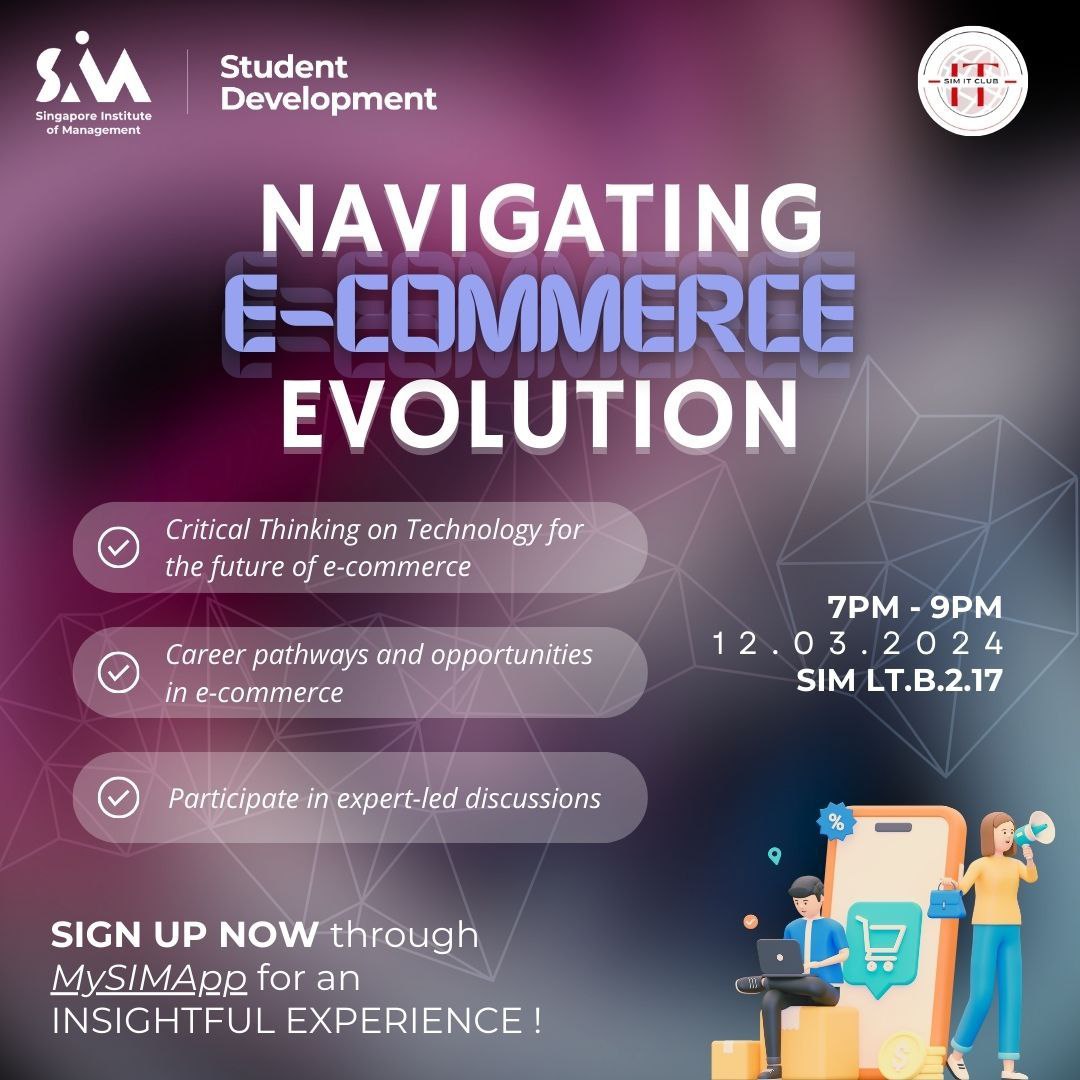 SiM
Singapore Institute
of Management
Student
Development
IT
SIM IT CLUB
NAVIGATING
E-COMMERCE
EVOLUTION
Critical Thinking on Technology for
the future of e-commerce
Career pathways and opportunities
in e-commerce
Participate in expert-led discussions
7PM - 9PM
12.03.2024
SIM LT.B.2.17
%
$
SIGN UP NOW through
MySIMApp for an
INSIGHTFUL EXPERIENCE !